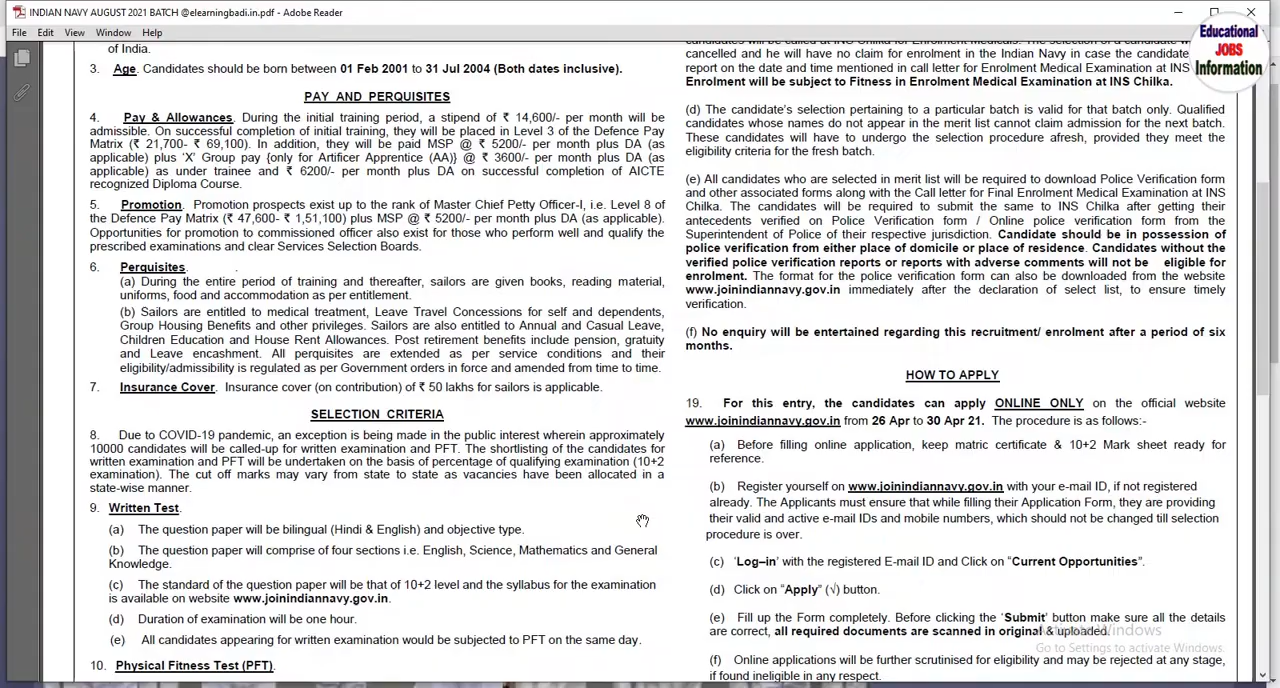 INDIAN NAVY AUGUST 2021 BATCH @elearningbadi.in.pdf - Adobe Reader
File Edit View Window Help
Educational
JOBS
Information
of India.
3. Age. Candidates should be born between 01 Feb 2001 to 31 Jul 2004 (Both dates inclusive).
PAY AND PERQUISITES
4. Pay & Allowances. During the initial training period, a stipend of ₹ 14,600/- per month will be
admissible. On successful completion of initial training, they will be placed in Level 3 of the Defence Pay
Matrix (₹ 21,700- ₹ 69,100). In addition, they will be paid MSP @ ₹ 5200/- per month plus DA (as
applicable) plus 'X' Group pay {only for Artificer Apprentice (AA)} @ ₹ 3600/- per month plus DA (as
applicable) as under trainee and ₹ 6200/- per month plus DA on successful completion of AICTE
recognized Diploma Course.
5. Promotion. Promotion prospects exist up to the rank of Master Chief Petty Officer-I, i.e. Level 8 of
the Defence Pay Matrix (₹ 47,600- ₹ 1,51,100) plus MSP @ ₹ 5200/- per month plus DA (as applicable).
Opportunities for promotion to commissioned officer also exist for those who perform well and qualify the
prescribed examinations and clear Services Selection Boards.
6. Perquisites.
(a) During the entire period of training and thereafter, sailors are given books, reading material,
uniforms, food and accommodation as per entitlement.
(b) Sailors are entitled to medical treatment, Leave Travel Concessions for self and dependents,
Group Housing Benefits and other privileges. Sailors are also entitled to Annual and Casual Leave,
Children Education and House Rent Allowances. Post retirement benefits include pension, gratuity
and Leave encashment. All perquisites are extended as per service conditions and their
eligibility/admissibility is regulated as per Government orders in force and amended from time to time.
7. Insurance Cover. Insurance cover (on contribution) of ₹ 50 lakhs for sailors is applicable.
SELECTION CRITERIA
8. Due to COVID-19 pandemic, an exception is being made in the public interest wherein approximately
10000 candidates will be called-up for written examination and PFT. The shortlisting of the candidates for
written examination and PFT will be undertaken on the basis of percentage of qualifying examination (10+2
examination). The cut off marks may vary from state to state as vacancies have been allocated in a
state-wise manner.
9. Written Test.
(a) The question paper will be bilingual (Hindi & English) and objective type.
(b) The question paper will comprise of four sections i.e. English, Science, Mathematics and General
Knowledge.
(c) The standard of the question paper will be that of 10+2 level and the syllabus for the examination
is available on website www.joinindiannavy.gov.in.
(d) Duration of examination will be one hour.
(e) All candidates appearing for written examination would be subjected to PFT on the same day.
10. Physical Fitness Test (PFT).
cancelled and he will have no claim for enrolment in the Indian Navy in case the candidate
report on the date and time mentioned in call letter for Enrolment Medical Examination at INS
Enrolment will be subject to Fitness in Enrolment Medical Examination at INS Chilka.
(d) The candidate's selection pertaining to a particular batch is valid for that batch only. Qualified
candidates whose names do not appear in the merit list cannot claim admission for the next batch.
These candidates will have to undergo the selection procedure afresh, provided they meet the
eligibility criteria for the fresh batch.
(e) All candidates who are selected in merit list will be required to download Police Verification form
and other associated forms along with the Call letter for Final Enrolment Medical Examination at INS
Chilka. The candidates will be required to submit the same to INS Chilka after getting their
antecedents verified on Police Verification form / Online police verification form from the
Superintendent of Police of their respective jurisdiction. Candidate should be in possession of
police verification from either place of domicile or place of residence. Candidates without the
verified police verification reports or reports with adverse comments will not be eligible for
enrolment. The format for the police verification form can also be downloaded from the website
www.joinindiannavy.gov.in immediately after the declaration of select list, to ensure timely
verification.
(f) No enquiry will be entertained regarding this recruitment/ enrolment after a period of six
months.
HOW TO APPLY
19. For this entry, the candidates can apply ONLINE ONLY on the official website
www.joinindiannavy.gov.in from 26 Apr to 30 Apr 21. The procedure is as follows:-
(a) Before filling online application, keep matric certificate & 10+2 Mark sheet ready for
reference.
(b) Register yourself on www.joinindiannavy.gov.in with your e-mail ID, if not registered
already. The Applicants must ensure that while filling their Application Form, they are providing
their valid and active e-mail IDs and mobile numbers, which should not be changed till selection
procedure is over.
(c) 'Log–in' with the registered E-mail ID and Click on "Current Opportunities".
(d) Click on "Apply" (√) button.
(e) Fill up the Form completely. Before clicking the 'Submit' button make sure all the details
are correct, all required documents are scanned in original & uploaded.
Activate Windows
Go to Settings to activate Windows.
(f) Online applications will be further scrutinised for eligibility and may be rejected at any stage,
if found ineligible in any respect.